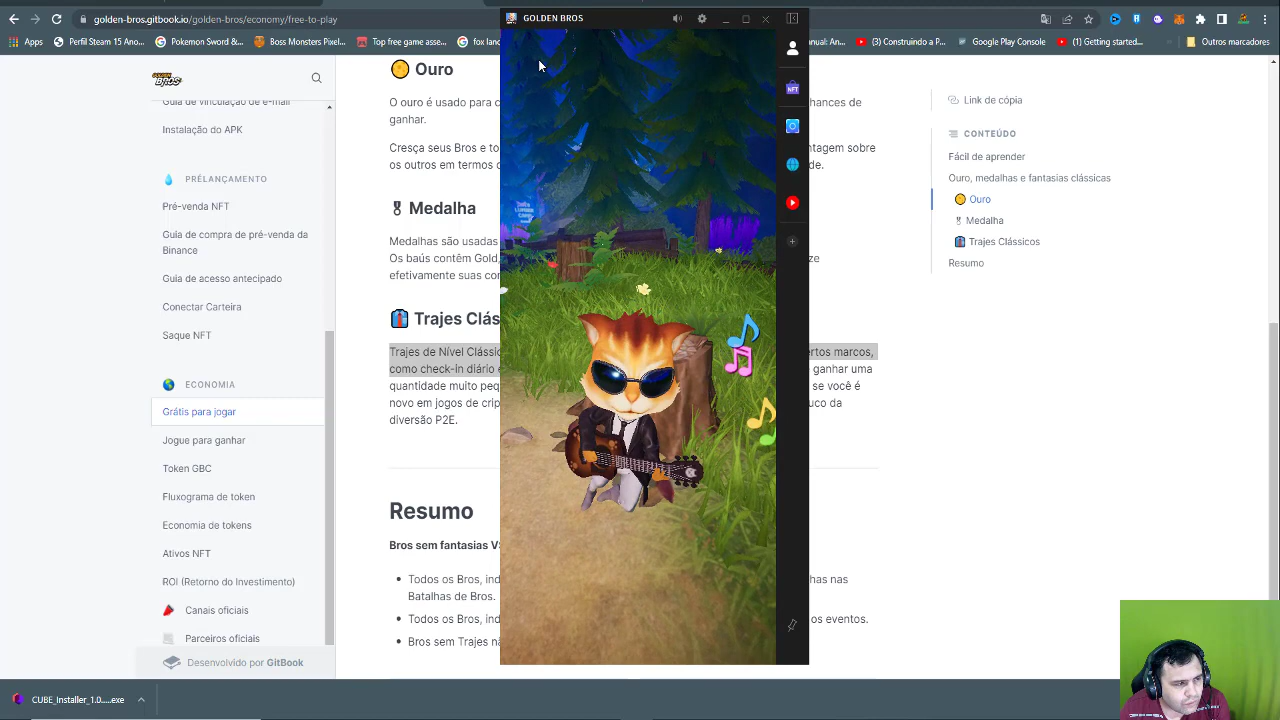 golden-bros.gitbook.io/golden-bros/economy/free-to-play
Perfil Steam 15 Ano...
Pokemon Sword
Bross Monsters Pixel...
Top free game asse...
fox land
Construindo a...
Google Play Console
(1) Getting started...
Outros marcadores
GOLDEN BROS
GOLDEN
BROS
Guia de vinculação de e-mail
Instalação do APK
PRÉLANÇAMENTO
Pré-venda NFT
Guia de compra de pré-venda da
Binance
Guia de acesso antecipado
Conectar Carteira
Saque NFT
ECONOMIA
Grátis para jogar
Jogue para ganhar
Token GBC
Fluxograma de token
Economia de tokens
Ativos NFT
ROI (Retorno do Investimento)
Canais oficiais
Parceiros oficiais
Desenvolvido por GitBook
Ouro
O ouro é usado para c hances de
ganhar.
Cresça seus Bros e to ntagem sobre
os outros em termos d de.
Medalha
Medalhas são usadas
Os baús contêm Gold, ize
efetivamente suas con
Trajes Clás
Trajes de Nível Clássic ertos marcos,
como check-in diário e ganhar uma
quantidade muito peq se você é
novo em jogos de crip uco da
diversão P2E.
Resumo
Bros sem fantasias VS
Todos os Bros, ind lhas nas
Batalhas de Bros.
Todos os Bros, ind os eventos.
Bros sem Trajes nã
NFT
Link de cópia
CONTEÚDO
Fácil de aprender
Ouro, medalhas e fantasias clássicas
Ouro
Medalha
Trajes Clássicos
Resumo
CUBE_Installer_1.0.....exe